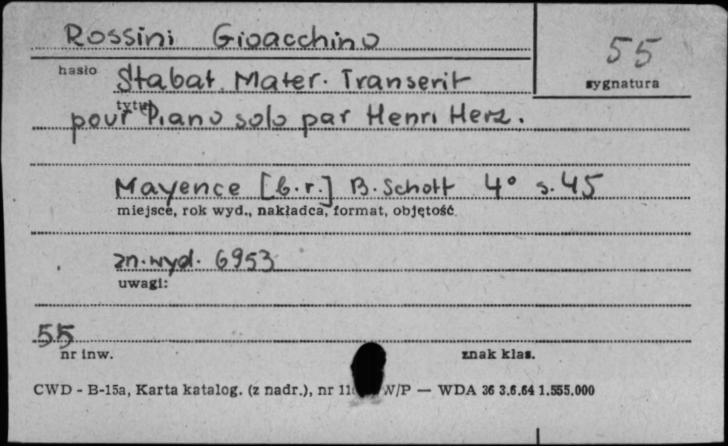 Rossini Gioacchino
55
hasło Stabat Mater. Transcrit
sygnatura
tytuł
pour Piano solo par Henri Herz.
Mayence [b.r.] B. Schott 4° s. 45
miejsce, rok wyd., nakładca, format, objętość
zn. wyd. 6953
uwagi:
55
nr inw. znak klas.
CWD - B-15a, Karta katalog. (z nadr.), nr W/P — WDA 36 3.6.64 1.555.000